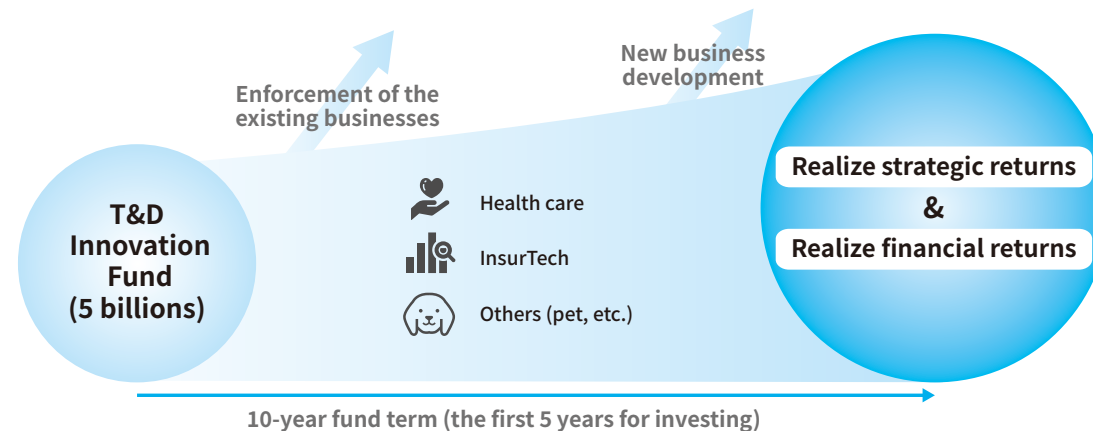 Enforcement of the
existing businesses
New business
development
T&D
Innovation
Fund
(5 billions)
Health care
InsurTech
Others (pet, etc.)
Realize strategic returns
&
Realize financial returns
10-year fund term (the first 5 years for investing)